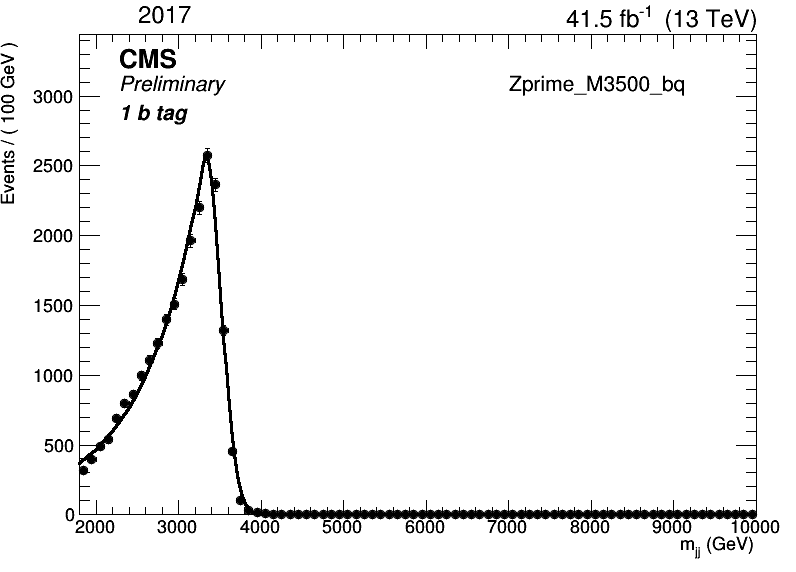 2017
41.5 fb-1 (13 TeV)
CMS
Preliminary
1 b tag
Zprime_M3500_bq
Events / ( 100 GeV )
3000
2500
2000
1500
1000
500
0
2000 3000 4000 5000 6000 7000 8000 9000 10000
mjj (GeV)